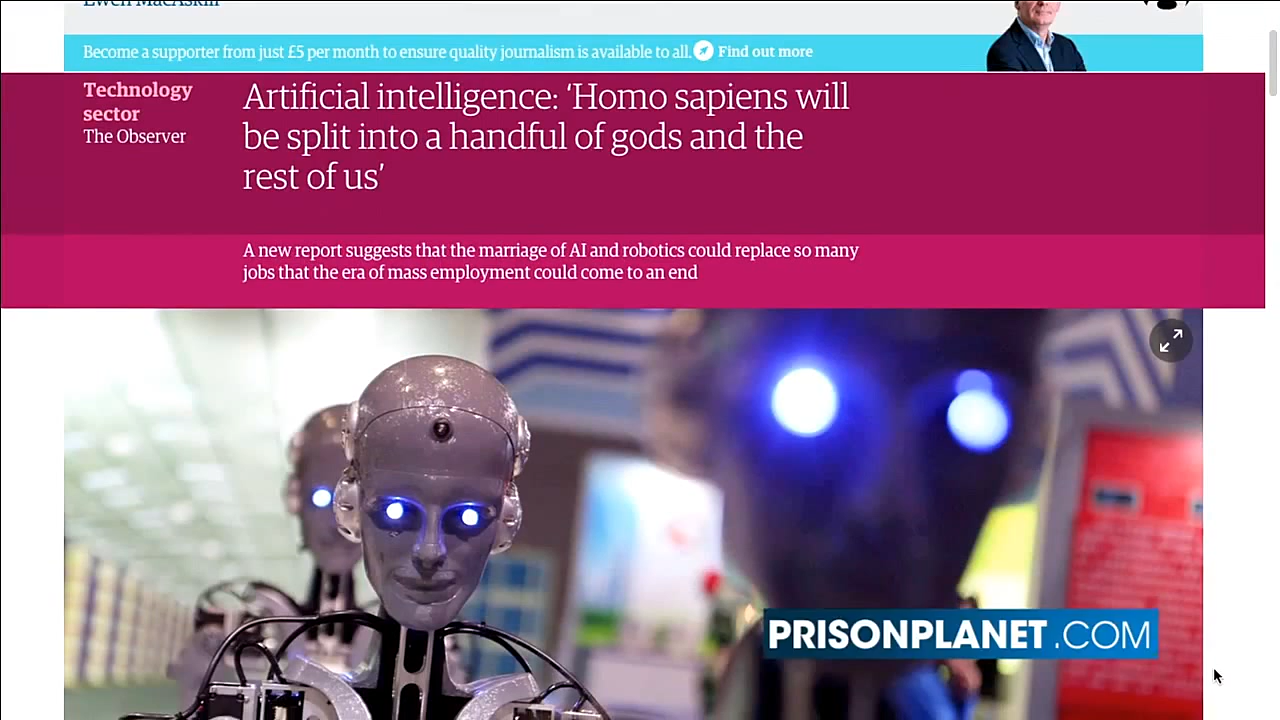 Ewen MacAskill
Become a supporter from just £5 per month to ensure quality journalism is available to all. Find out more
Technology
sector
The Observer
Artificial intelligence: ‘Homo sapiens will
be split into a handful of gods and the
rest of us’
A new report suggests that the marriage of AI and robotics could replace so many
jobs that the era of mass employment could come to an end
PRISONPLANET.COM